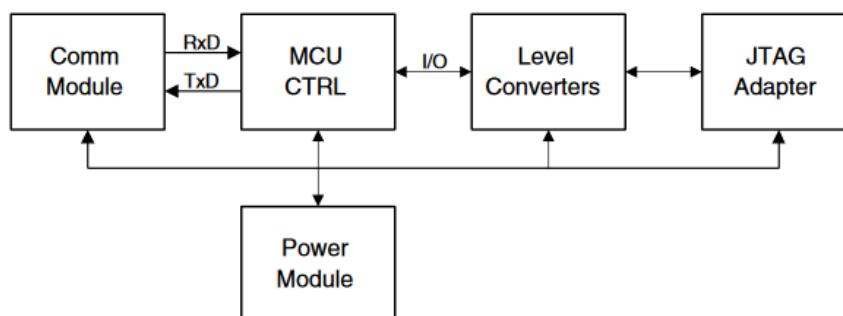 Comm
Module
RxD
TxD
MCU
CTRL
I/O
Level
Converters
JTAG
Adapter
Power
Module